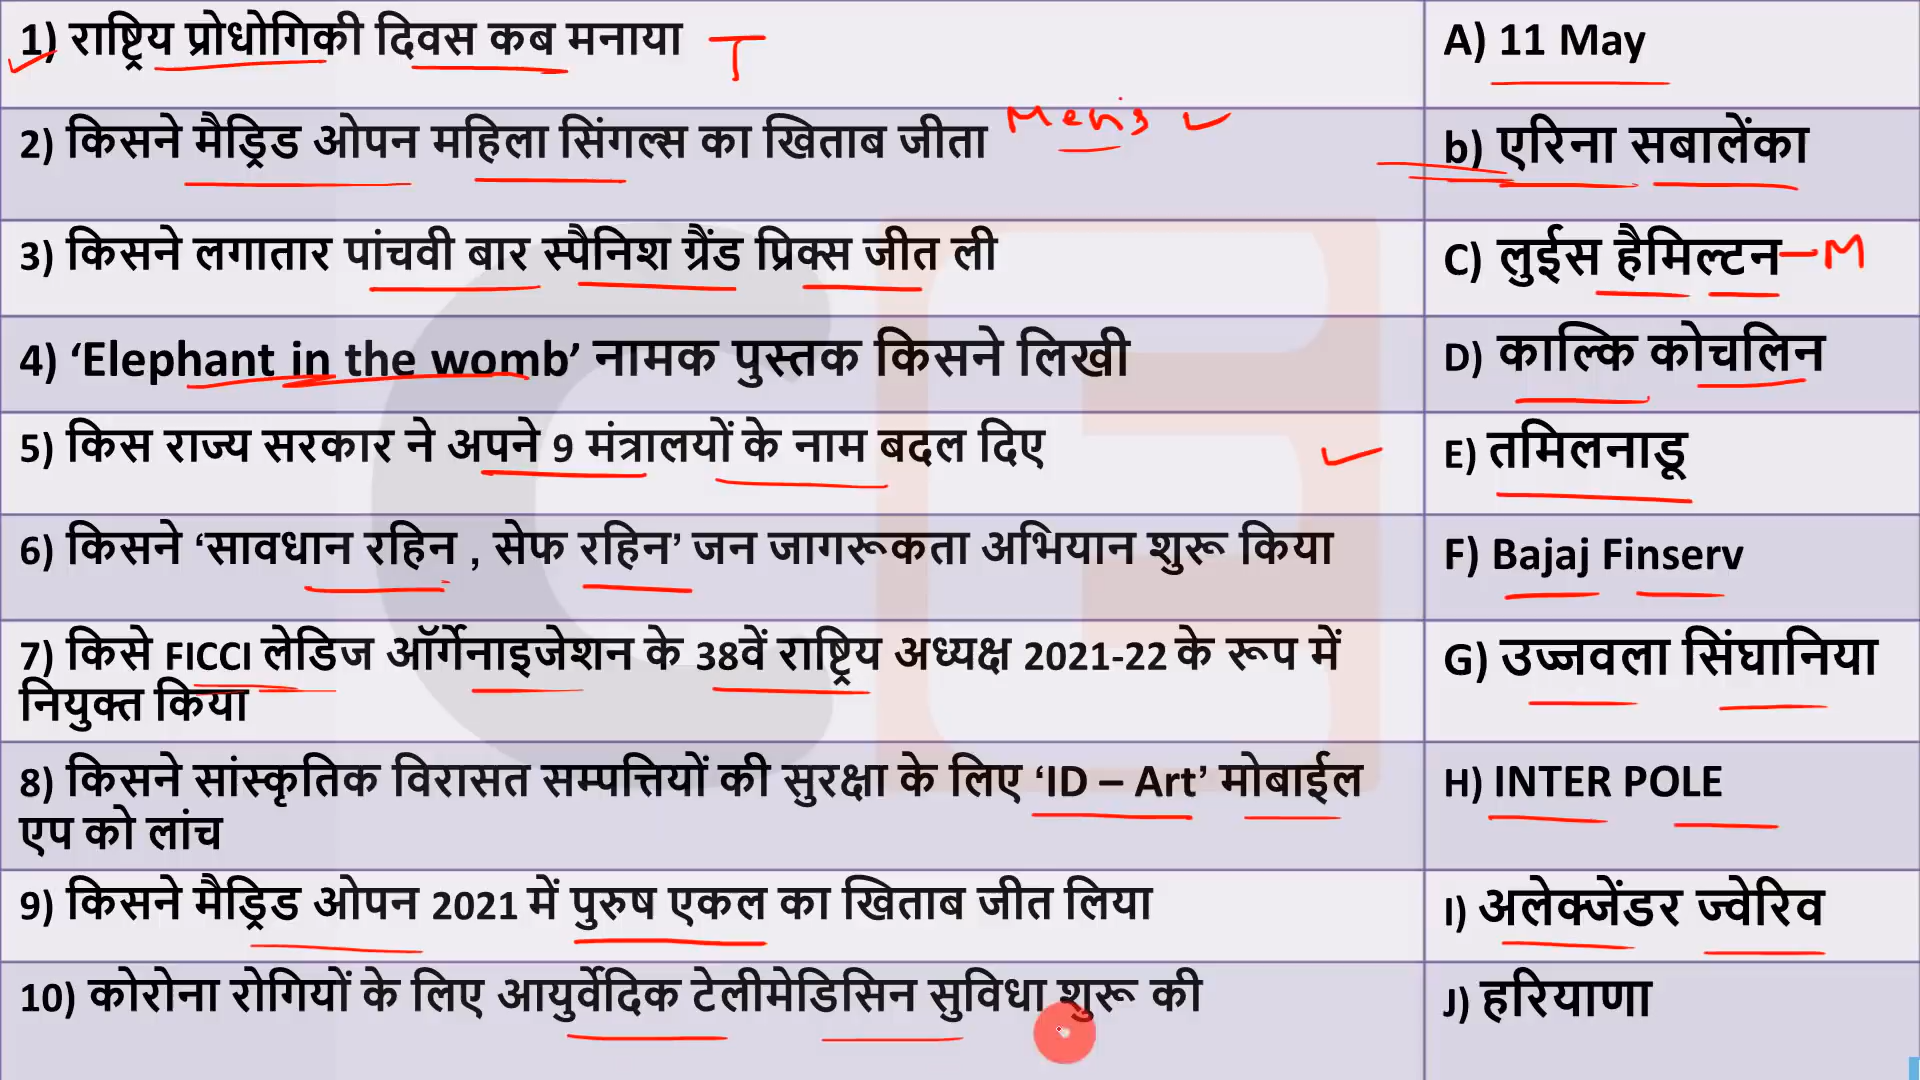 1) राष्ट्रिय प्रोधोगिकी दिवस कब मनाया T
A) 11 May
2) किसने मैड्रिड ओपन महिला सिंगल्स का खिताब जीता Men's
b) एरिना सबालेंका
3) किसने लगातार पांचवी बार स्पैनिश ग्रैंड प्रिक्स जीत ली
C) लुईस हैमिल्टन – M
4) ‘Elephant in the womb’ नामक पुस्तक किसने लिखी
D) काल्कि कोचलिन
5) किस राज्य सरकार ने अपने 9 मंत्रालयों के नाम बदल दिए
E) तमिलनाडू
6) किसने ‘सावधान रहिन , सेफ रहिन’ जन जागरूकता अभियान शुरू किया
F) Bajaj Finserv
7) किसे FICCI लेडिज ऑर्गेनाइजेशन के 38वें राष्ट्रिय अध्यक्ष 2021-22 के रूप में
नियुक्त किया
G) उज्जवला सिंघानिया
8) किसने सांस्कृतिक विरासत सम्पत्तियों की सुरक्षा के लिए ‘ID – Art’ मोबाईल
एप को लांच
H) INTER POLE
9) किसने मैड्रिड ओपन 2021 में पुरुष एकल का खिताब जीत लिया
I) अलेक्जेंडर ज्वेरिव
10) कोरोना रोगियों के लिए आयुर्वेदिक टेलीमेडिसिन सुविधा शुरू की
J) हरियाणा